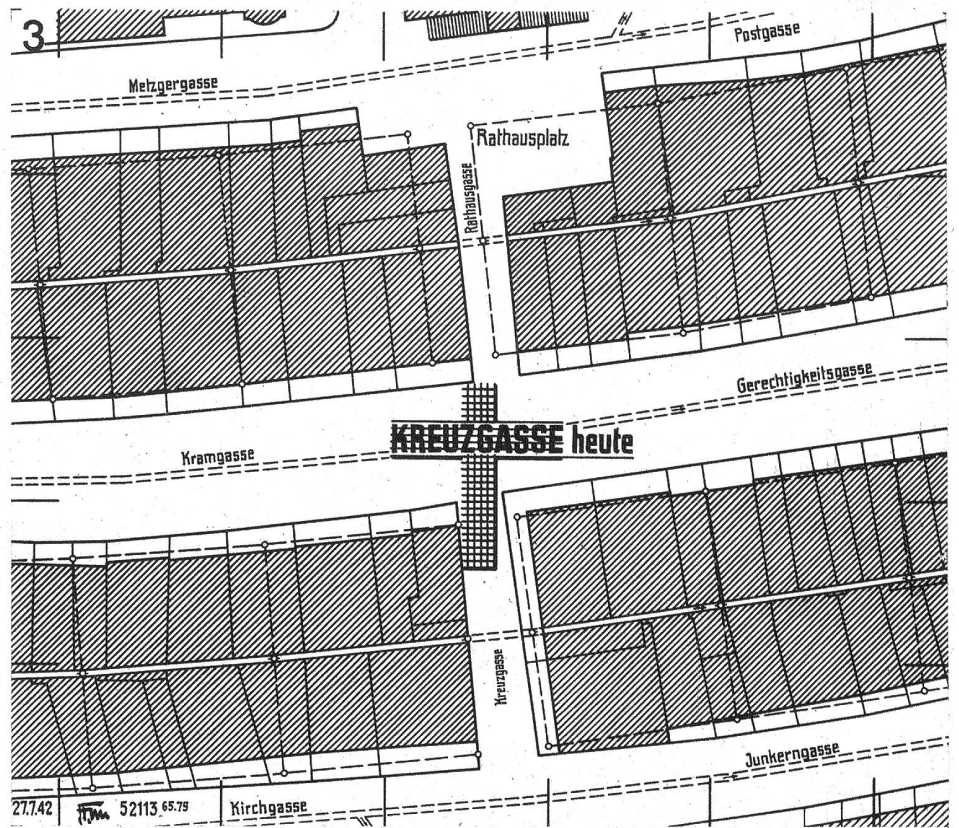 3
Postgasse
Metzgergasse
Rathausplatz
Rathausgasse
Gerechtigkeitsgasse
KREUZGASSE heute
Kramgasse
Kreuzgasse
Junkerngasse
27.7.42 52113 65.79 Kirchgasse